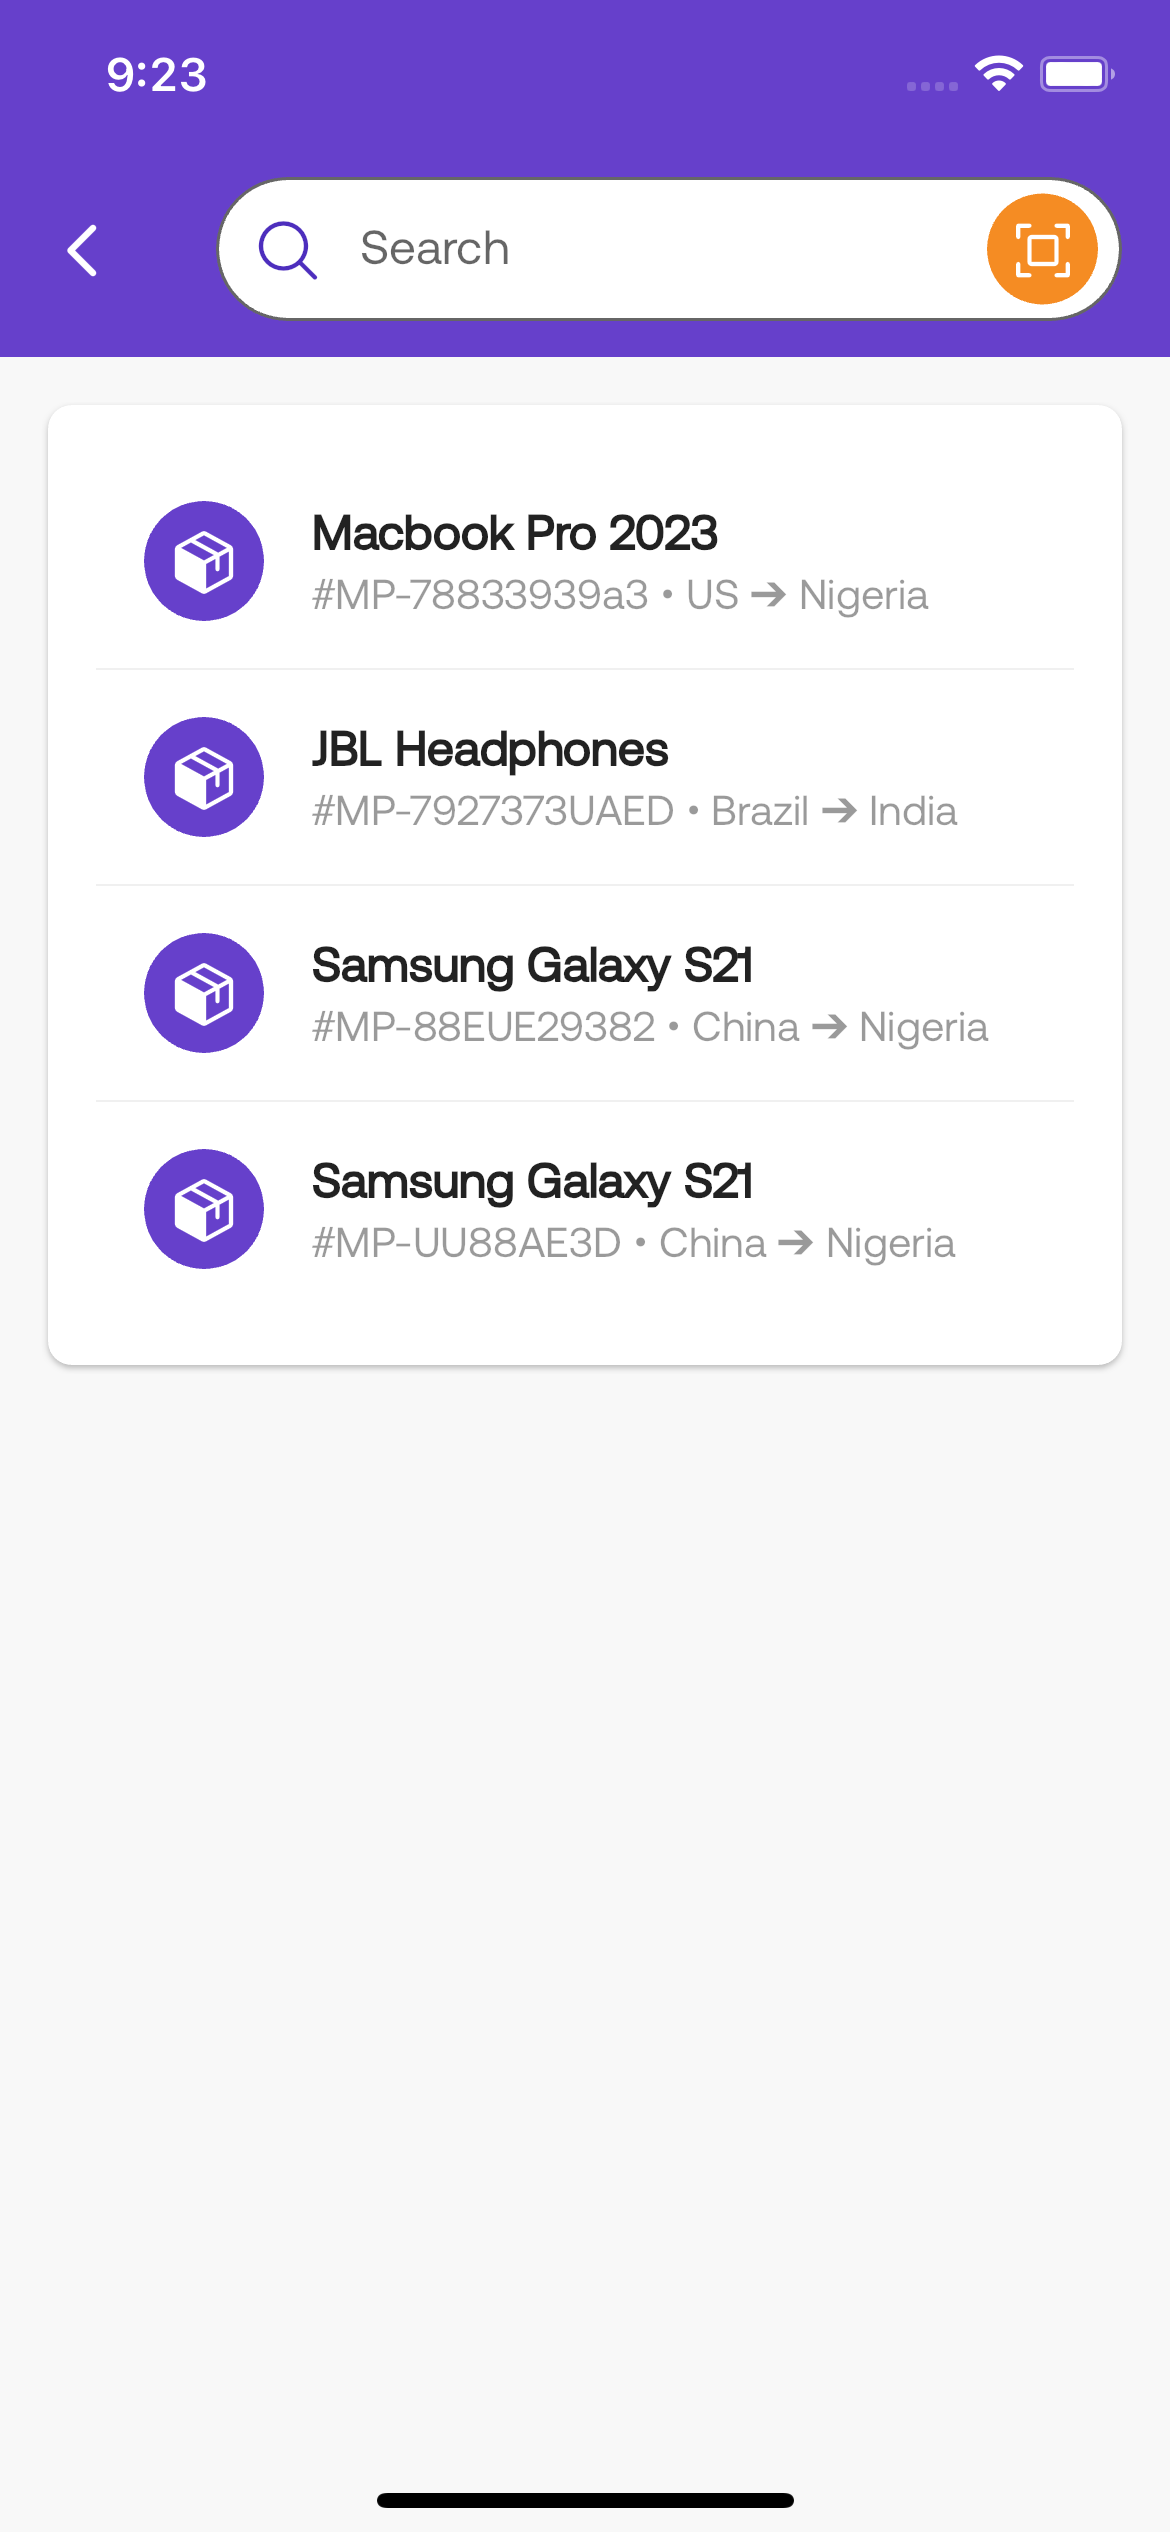 9:23
Search
Macbook Pro 2023
#MP-78833939a3 • US ➔ Nigeria
JBL Headphones
#MP-7927373UAED • Brazil ➔ India
Samsung Galaxy S21
#MP-88EUE29382 • China ➔ Nigeria
Samsung Galaxy S21
#MP-UU88AE3D • China ➔ Nigeria